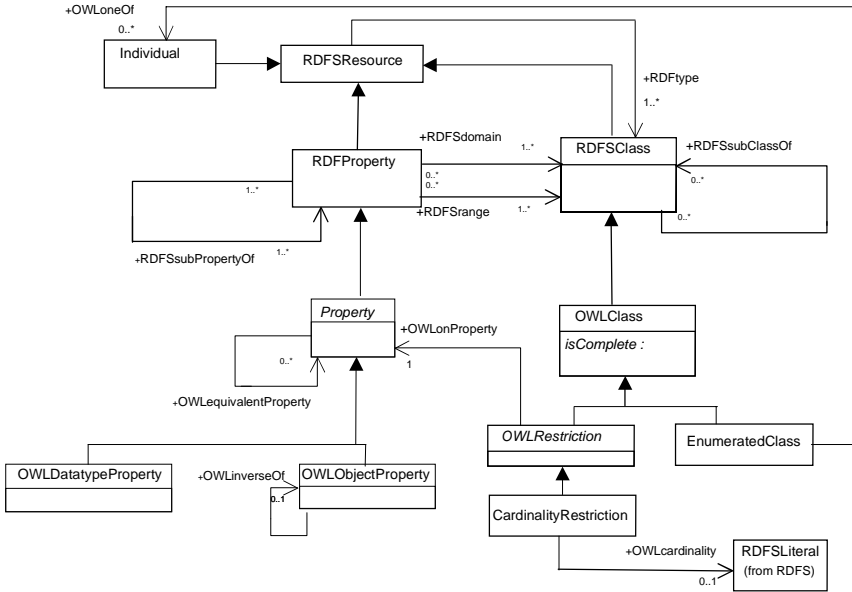 +OWLoneOf
0..*
Individual
RDFSResource
+RDFtype
1..*
+RDFSdomain
1..*
RDFProperty
0..*
0..*
+RDFSrange
1..*
RDFSClass
+RDFSsubClassOf
0..*
0..*
1..*
1..*
+RDFSsubPropertyOf
Property
+OWLonProperty
1
0..*
+OWLequivalentProperty
OWLClass
isComplete :
OWLDatatypeProperty
+OWLinverseOf
0..1
OWLObjectProperty
OWLRestriction
EnumeratedClass
CardinalityRestriction
+OWLcardinality
0..1
RDFSLiteral
(from RDFS)